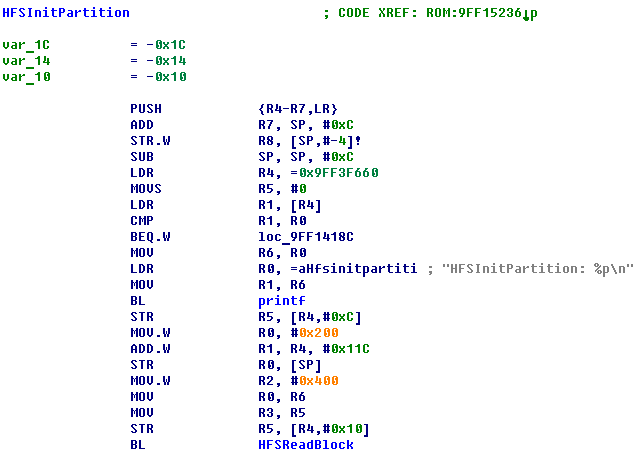 HFSInitPartition ; CODE XREF: ROM:9FF15236↓p
var_1C = -0x1C
var_14 = -0x14
var_10 = -0x10
PUSH {R4-R7,LR}
ADD R7, SP, #0xC
STR.W R8, [SP,#-4]!
SUB SP, SP, #0xC
LDR R4, =0x9FF3F660
MOVS R5, #0
LDR R1, [R4]
CMP R1, R0
BEQ.W loc_9FF1418C
MOV R6, R0
LDR R0, =aHfsinitpartiti ; "HFSInitPartition: %p\n"
MOV R1, R6
BL printf
STR R5, [R4,#0xC]
MOV.W R0, #0x200
ADD.W R1, R4, #0x11C
STR R0, [SP]
MOV.W R2, #0x400
MOV R0, R6
MOV R3, R5
STR R5, [R4,#0x10]
BL HFSReadBlock